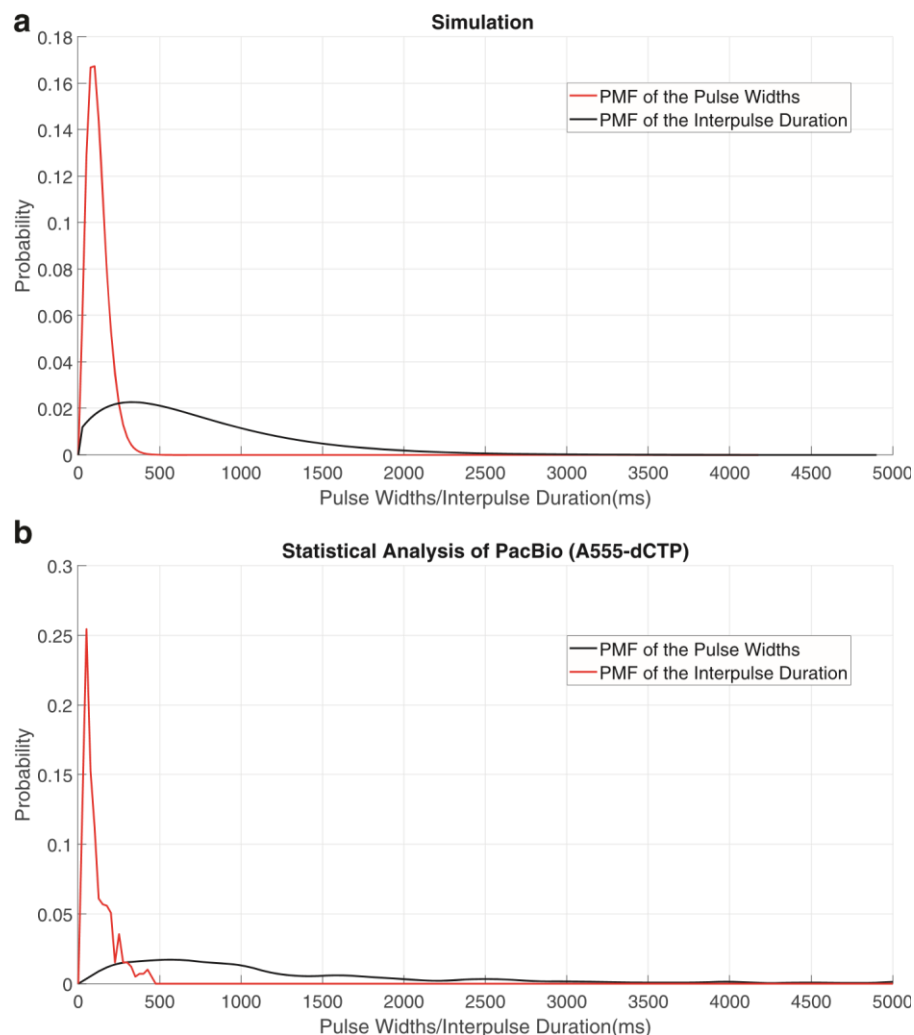 a
Simulation
0.18
0.16
0.14
0.12
0.1
0.08
0.06
0.04
0.02
0
Probability
PMF of the Pulse Widths
PMF of the Interpulse Duration
0 500 1000 1500 2000 2500 3000 3500 4000 4500 5000
Pulse Widths/Interpulse Duration(ms)
b
Statistical Analysis of PacBio (A555-dCTP)
0.3
0.25
0.2
0.15
0.1
0.05
0
Probability
PMF of the Pulse Widths
PMF of the Interpulse Duration
0 500 1000 1500 2000 2500 3000 3500 4000 4500 5000
Pulse Widths/Interpulse Duration(ms)